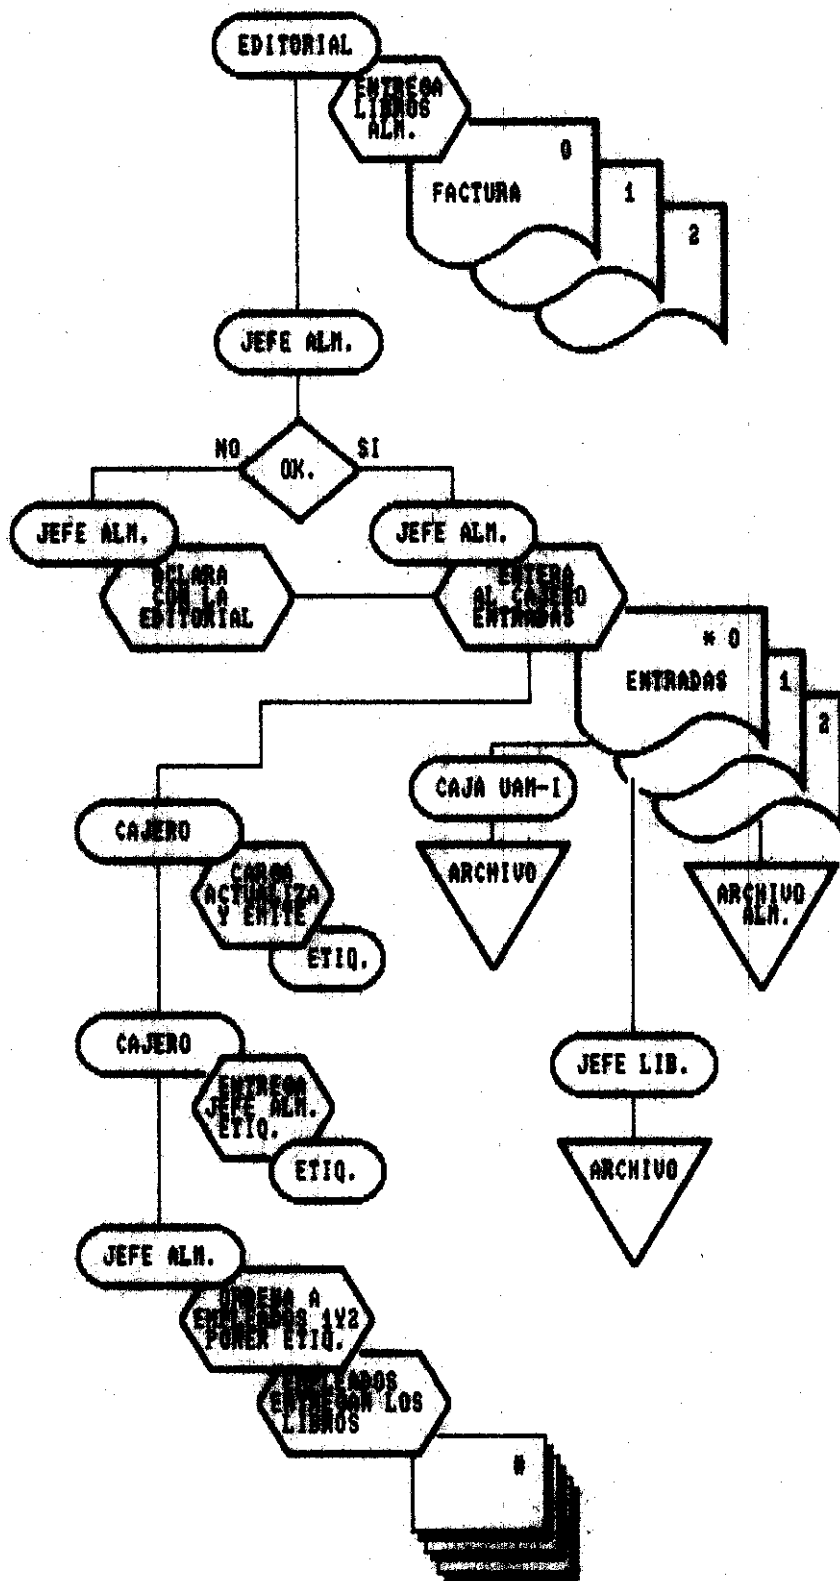 EDITORIAL
ENTREGA
LIBROS
ALM.
0
FACTURA
1
2
JEFE ALM.
NO
SI
OK.
JEFE ALM.
JEFE ALM.
ACLARA
CON LA
EDITORIAL
ENTERA
AL CAJERO
ENTRADAS
* 0
ENTRADAS
1
2
CAJA UAM-I
CAJERO
ARCHIVO
CARGA
ACTUALIZA
Y EMITE
ARCHIVO
ALM.
ETIQ.
CAJERO
JEFE LIB.
ENTREGA
JEFE ALM.
ETIQ.
ETIQ.
ARCHIVO
JEFE ALM.
ORDENA A
EMPLEADOS 1Y2
PONER ETIQ.
EMPLEADOS
ENTREGAN LOS
LIBROS
#